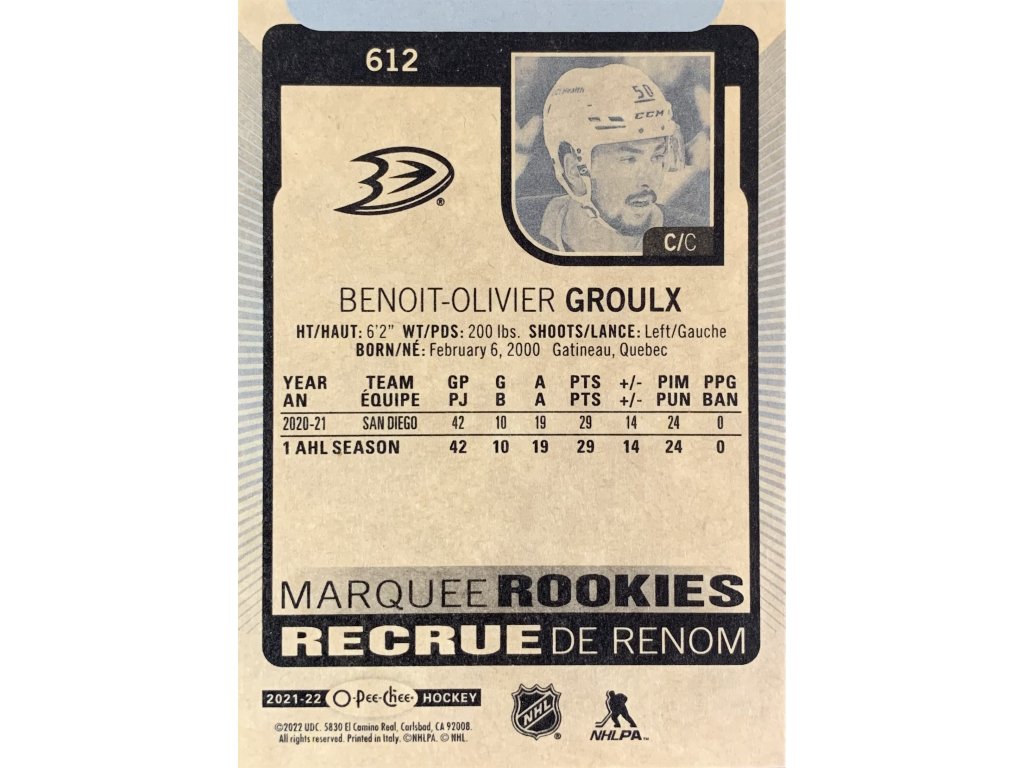 612
Health
50
CCM
C/C
®
BENOIT-OLIVIER GROULX
HT/HAUT: 6'2" WT/PDS: 200 lbs. SHOOTS/LANCE: Left/Gauche
BORN/NÉ: February 6, 2000 Gatineau, Quebec
YEAR TEAM GP G A PTS +/- PIM PPG
AN ÉQUIPE PJ B A PTS +/- PUN BAN
2020-21 SAN DIEGO 42 10 19 29 14 24 0
1 AHL SEASON 42 10 19 29 14 24 0
MARQUEE ROOKIES
RECRUE DE RENOM
2021-22 O-Pee-Chee® HOCKEY
NHL ®
NHLPA™
©2022 UDC. 5830 El Camino Real, Carlsbad, CA 92008.
All rights reserved. Printed in Italy. ©NHLPA. © NHL.